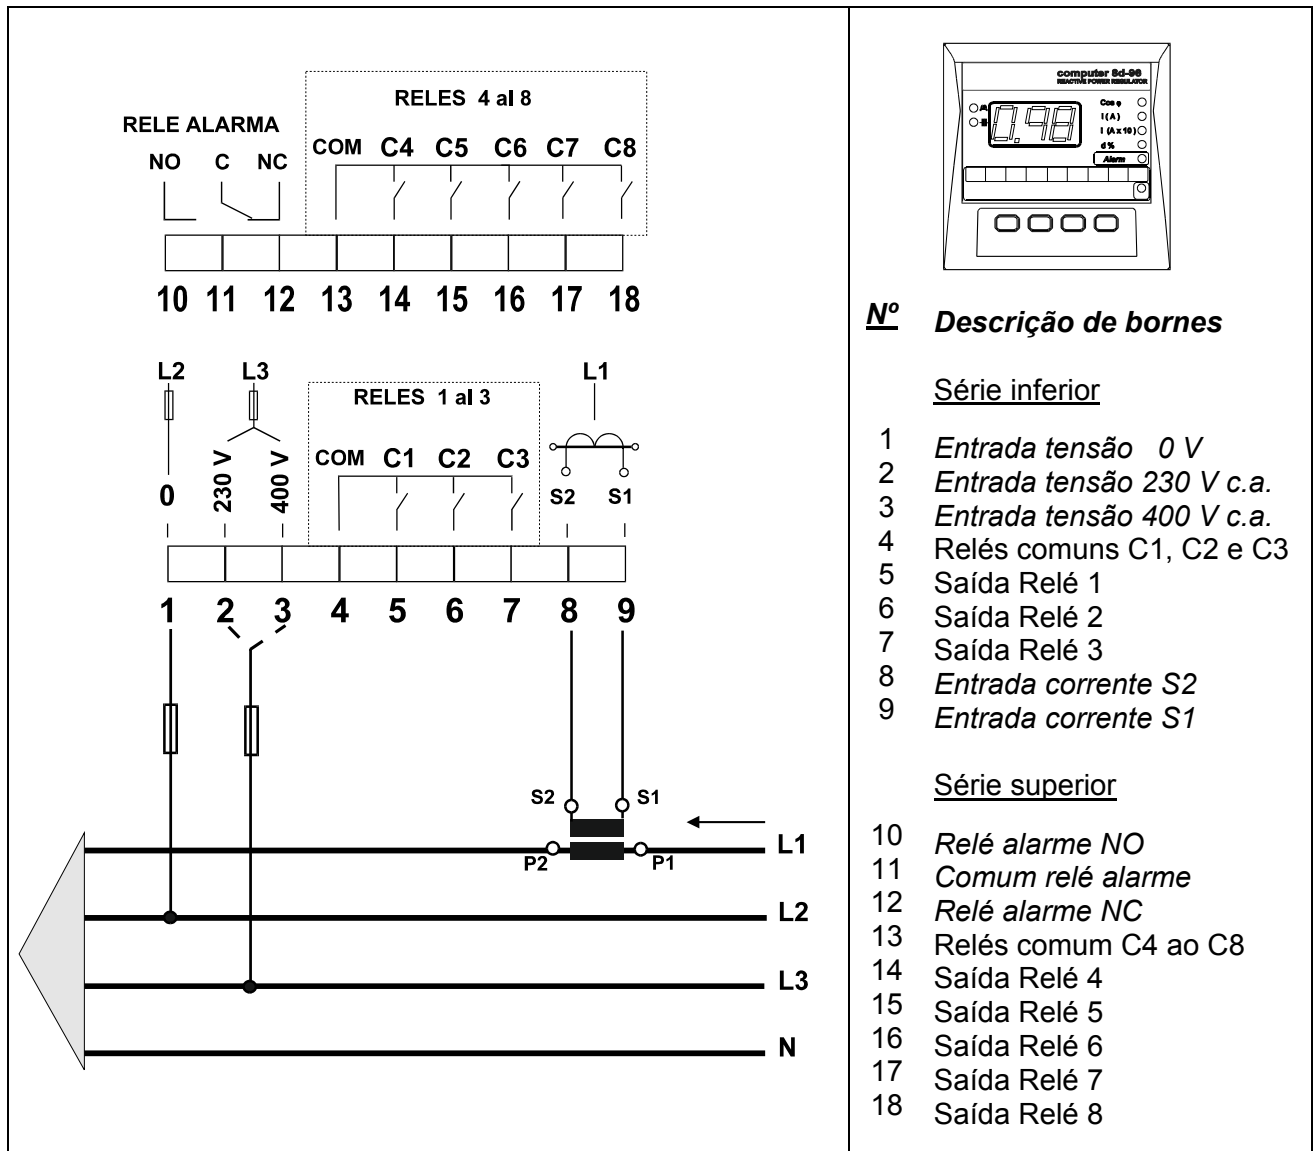 RELES 4 al 8
RELE ALARMA
COM C4 C5 C6 C7 C8
NO C NC
10 11 12 13 14 15 16 17 18
L2 L3 L1
RELES 1 al 3
COM C1 C2 C3
0 230 V 400 V S2 S1
1 2 3 4 5 6 7 8 9
S2 S1
L1
P2 P1
L2
L3
N
computer 8d-96
REACTIVE POWER REGULATOR
Cos φ
I (A)
0.98
I (A x 10)
d %
Alarm
Nº Descrição de bornes
Série inferior
1 Entrada tensão 0 V
2 Entrada tensão 230 V c.a.
3 Entrada tensão 400 V c.a.
4 Relés comuns C1, C2 e C3
5 Saída Relé 1
6 Saída Relé 2
7 Saída Relé 3
8 Entrada corrente S2
9 Entrada corrente S1
Série superior
10 Relé alarme NO
11 Comum relé alarme
12 Relé alarme NC
13 Relés comum C4 ao C8
14 Saída Relé 4
15 Saída Relé 5
16 Saída Relé 6
17 Saída Relé 7
18 Saída Relé 8